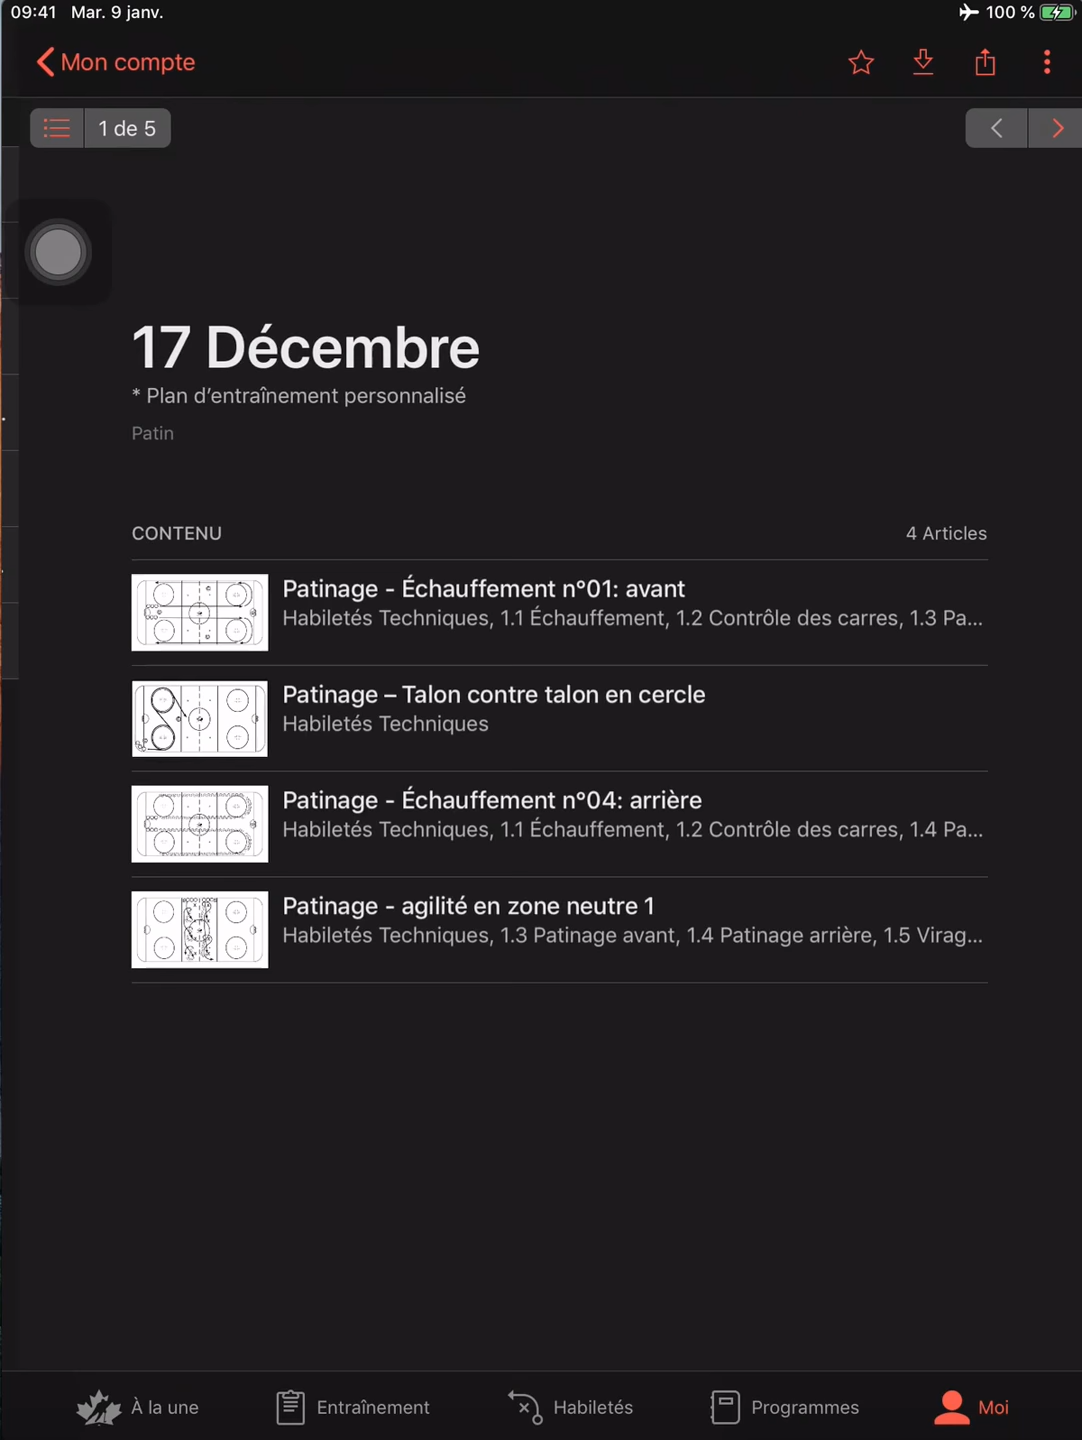 09:41 Mar. 9 janv.
100 %
Mon compte
1 de 5
17 Décembre
* Plan d’entraînement personnalisé
Patin
CONTENU
4 Articles
Patinage - Échauffement n°01: avant
Habiletés Techniques, 1.1 Échauffement, 1.2 Contrôle des carres, 1.3 Pa...
Patinage – Talon contre talon en cercle
Habiletés Techniques
Patinage - Échauffement n°04: arrière
Habiletés Techniques, 1.1 Échauffement, 1.2 Contrôle des carres, 1.4 Pa...
Patinage - agilité en zone neutre 1
Habiletés Techniques, 1.3 Patinage avant, 1.4 Patinage arrière, 1.5 Virag...
À la une
Entraînement
Habiletés
Programmes
Moi